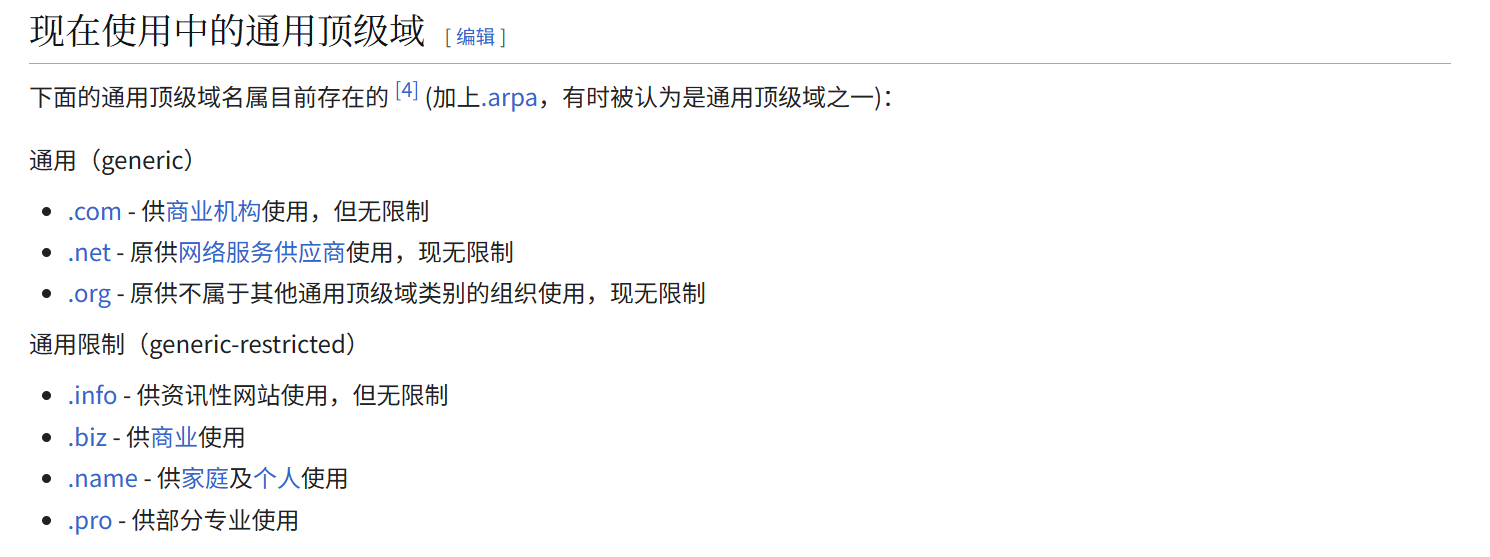 现在使用中的通用顶级域 [ 编辑 ]
下面的通用顶级域名属目前存在的 [4] (加上.arpa，有时被认为是通用顶级域之一)：
通用（generic）
.com - 供商业机构使用，但无限制
.net - 原供网络服务供应商使用，现无限制
.org - 原供不属于其他通用顶级域类别的组织使用，现无限制
通用限制（generic-restricted）
.info - 供资讯性网站使用，但无限制
.biz - 供商业使用
.name - 供家庭及个人使用
.pro - 供部分专业使用